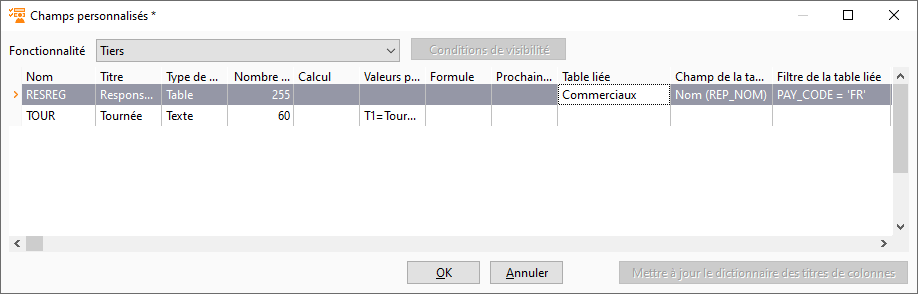 Champs personnalisés *
Fonctionnalité Tiers Conditions de visibilité
Nom Titre Type de ... Nombre ... Calcul Valeurs p... Formule Prochain... Table liée Champ de la ta... Filtre de la table liée
RESREG Respons... Table 255 Commerciaux Nom (REP_NOM) PAY_CODE = 'FR'
TOUR Tournée Texte 60 T1=Tour...
OK Annuler Mettre à jour le dictionnaire des titres de colonnes